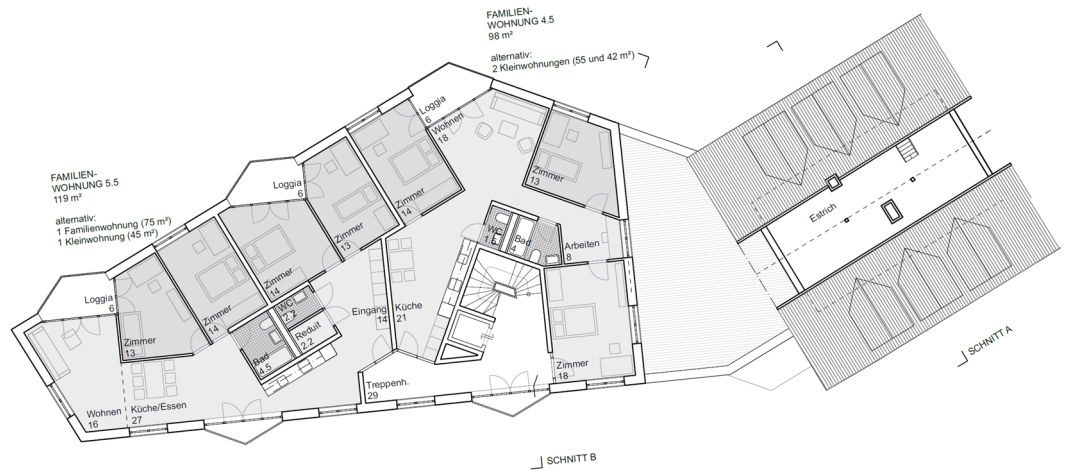 FAMILIEN-
WOHNUNG 4.5
98 m²
alternativ:
2 Kleinwohnungen (55 und 42 m²)
FAMILIEN-
WOHNUNG 5.5
119 m²
alternativ:
1 Familienwohnung (75 m²)
1 Kleinwohnung (45 m²)
Loggia
6
Wohnen
18
Zimmer
13
Zimmer
14
Loggia
6
Zimmer
13
Zimmer
14
Zimmer
14
Loggia
6
Zimmer
13
WC
1.5
Bad
4
Arbeiten
8
Estrich
Eingang
14
Küche
21
WC
2.2
Reduit
2.2
Bad
4.5
Zimmer
18
Treppenh.
29
Wohnen
16
Küche/Essen
27
SCHNITT A
SCHNITT B